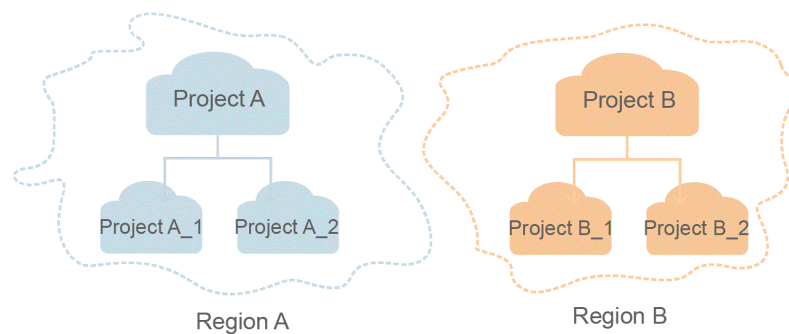 Project A
Project B
Project A_1
Project A_2
Project B_1
Project B_2
Region A
Region B